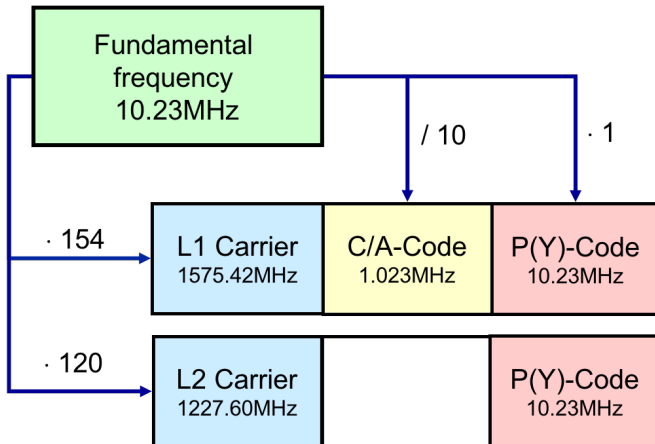 Fundamental
frequency
10.23MHz
/ 10
· 1
· 154
L1 Carrier
1575.42MHz
C/A-Code
1.023MHz
P(Y)-Code
10.23MHz
· 120
L2 Carrier
1227.60MHz
P(Y)-Code
10.23MHz